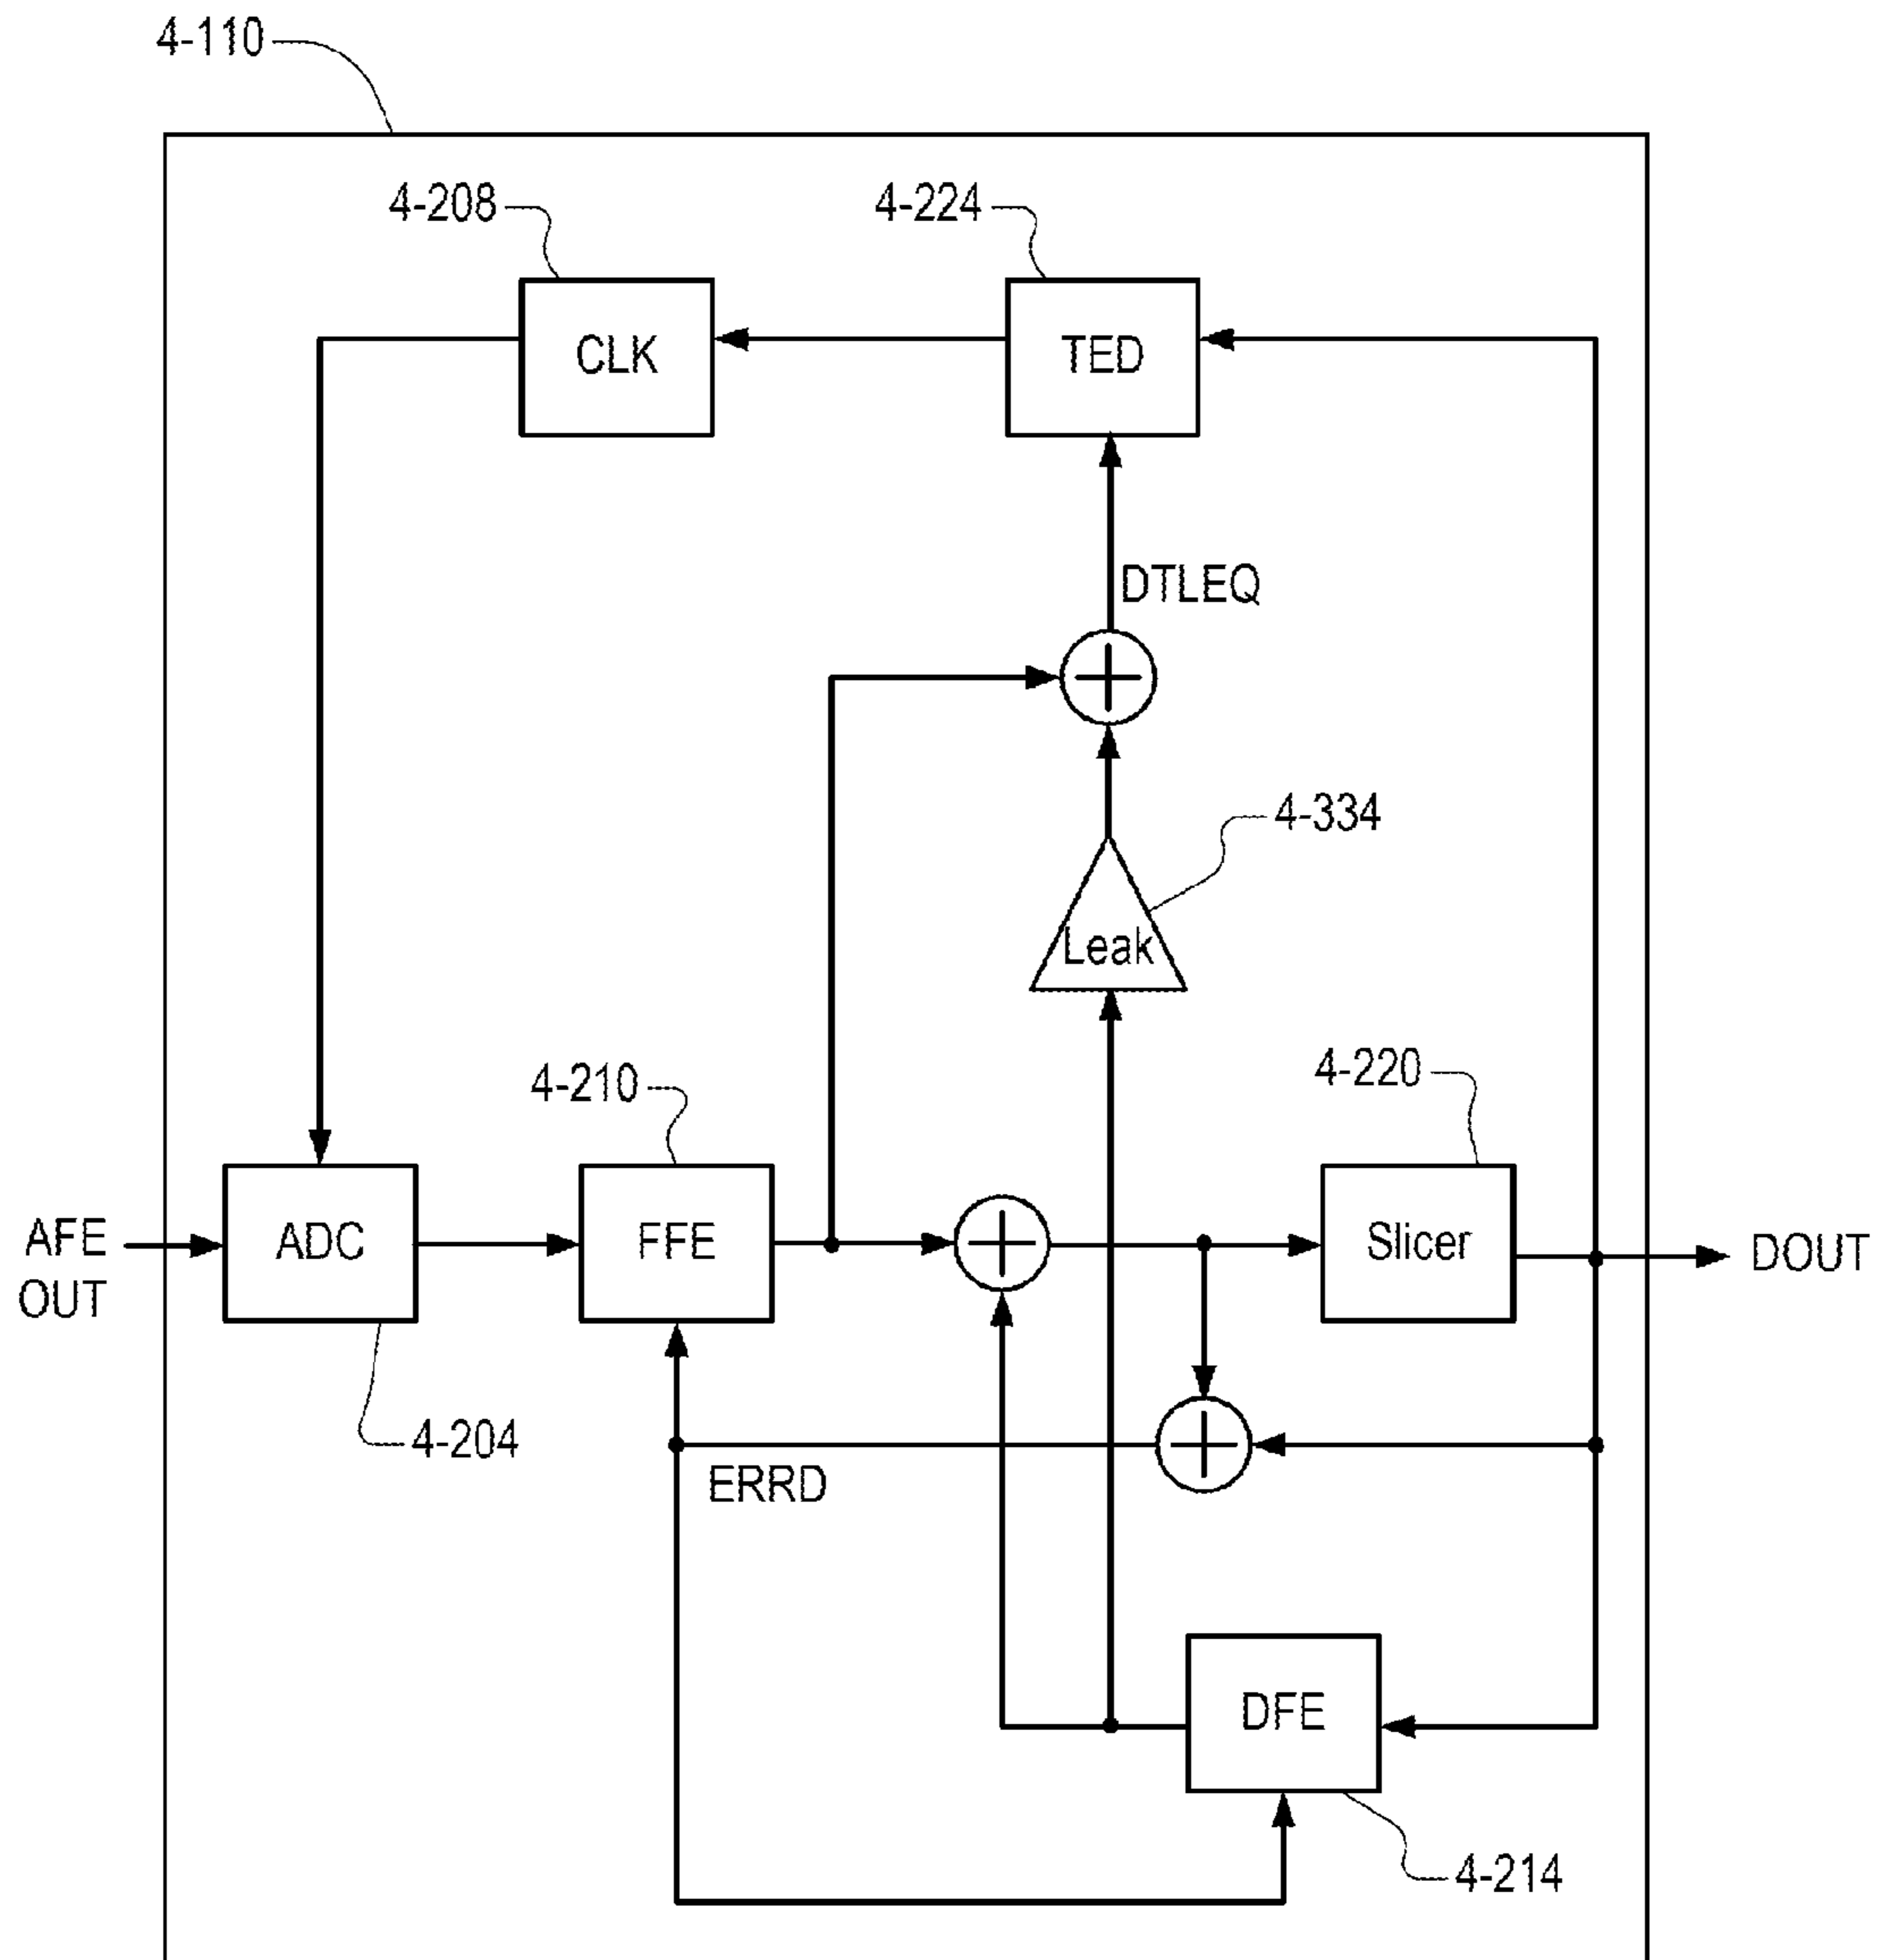 4-110
4-208
4-224
CLK
TED
DTLEQ
4-334
Leak
4-210
4-220
AFE
OUT
ADC
FFE
Slicer
DOUT
4-204
ERRD
DFE
4-214